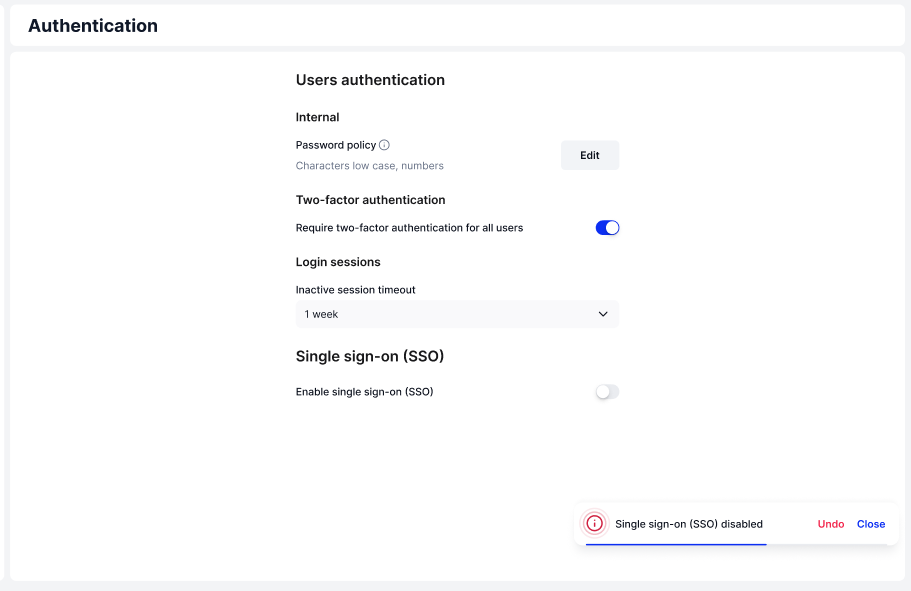 Authentication
Users authentication
Internal
Password policy
Characters low case, numbers
Edit
Two-factor authentication
Require two-factor authentication for all users
Login sessions
Inactive session timeout
1 week
Single sign-on (SSO)
Enable single sign-on (SSO)
Single sign-on (SSO) disabled Undo Close